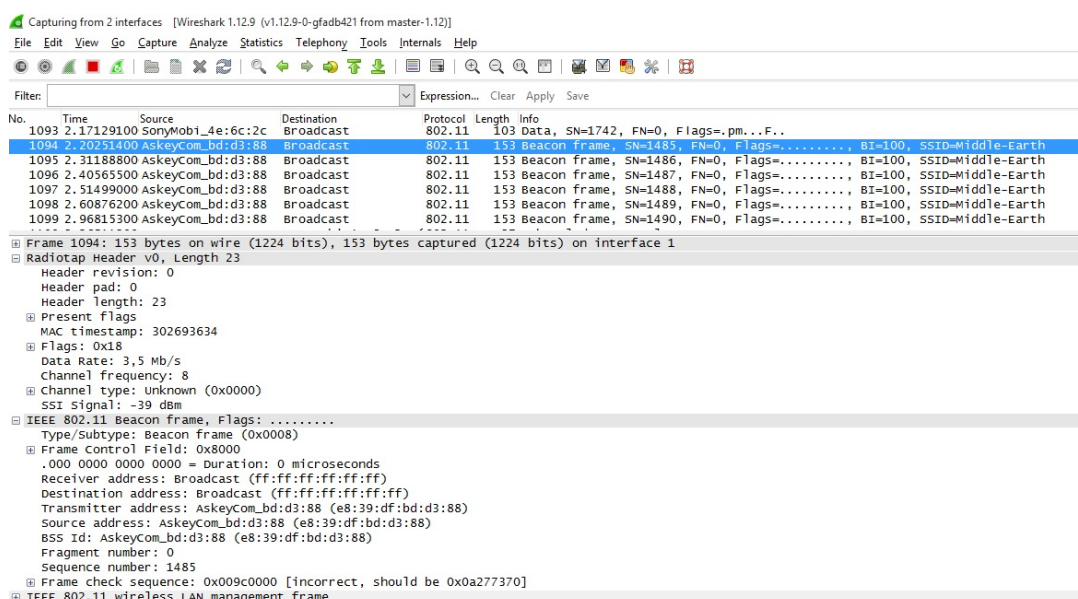 Capturing from 2 interfaces [Wireshark 1.12.9 (v1.12.9-0-gfadb421 from master-1.12)]
File Edit View Go Capture Analyze Statistics Telephony Tools Internals Help
Filter: Expression... Clear Apply Save
No. Time Source Destination Protocol Length Info
1093 2.17129100 SonyMobi_4e:6c:2c Broadcast 802.11 103 Data, SN=1742, FN=0, Flags=.pm...F..
1094 2.20251400 AskeyCom_bd:d3:88 Broadcast 802.11 153 Beacon frame, SN=1485, FN=0, Flags=........., BI=100, SSID=Middle-Earth
1095 2.31188800 AskeyCom_bd:d3:88 Broadcast 802.11 153 Beacon frame, SN=1486, FN=0, Flags=........., BI=100, SSID=Middle-Earth
1096 2.40565500 AskeyCom_bd:d3:88 Broadcast 802.11 153 Beacon frame, SN=1487, FN=0, Flags=........., BI=100, SSID=Middle-Earth
1097 2.51499000 AskeyCom_bd:d3:88 Broadcast 802.11 153 Beacon frame, SN=1488, FN=0, Flags=........., BI=100, SSID=Middle-Earth
1098 2.60876200 AskeyCom_bd:d3:88 Broadcast 802.11 153 Beacon frame, SN=1489, FN=0, Flags=........., BI=100, SSID=Middle-Earth
1099 2.96815300 AskeyCom_bd:d3:88 Broadcast 802.11 153 Beacon frame, SN=1490, FN=0, Flags=........., BI=100, SSID=Middle-Earth
Frame 1094: 153 bytes on wire (1224 bits), 153 bytes captured (1224 bits) on interface 1
Radiotap Header v0, Length 23
Header revision: 0
Header pad: 0
Header length: 23
Present flags
MAC timestamp: 302693634
Flags: 0x18
Data Rate: 3,5 Mb/s
Channel frequency: 8
Channel type: Unknown (0x0000)
SSI Signal: -39 dBm
IEEE 802.11 Beacon frame, Flags: .........
Type/Subtype: Beacon frame (0x0008)
Frame Control Field: 0x8000
.000 0000 0000 0000 = Duration: 0 microseconds
Receiver address: Broadcast (ff:ff:ff:ff:ff:ff)
Destination address: Broadcast (ff:ff:ff:ff:ff:ff)
Transmitter address: AskeyCom_bd:d3:88 (e8:39:df:bd:d3:88)
Source address: AskeyCom_bd:d3:88 (e8:39:df:bd:d3:88)
BSS Id: AskeyCom_bd:d3:88 (e8:39:df:bd:d3:88)
Fragment number: 0
Sequence number: 1485
Frame check sequence: 0x009c0000 [incorrect, should be 0x0a277370]
IEEE 802.11 wireless LAN management frame